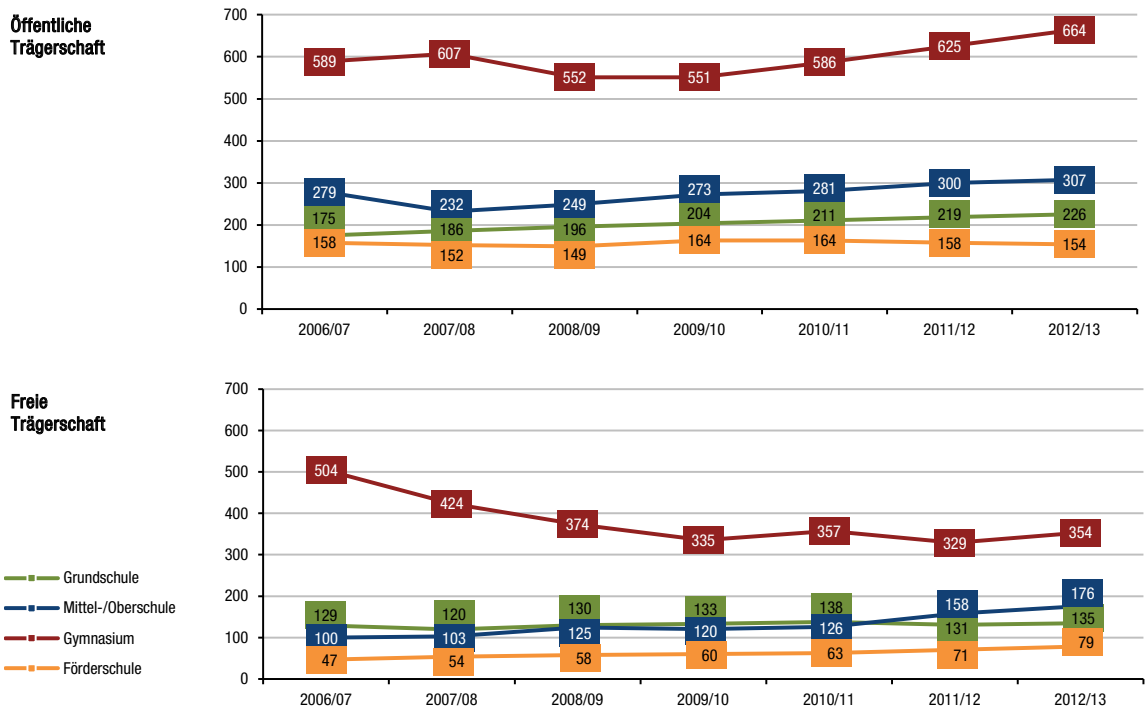 Öffentliche
Trägerschaft
700
600
500
400
300
200
100
0
589 607 552 551 586 625 664
279 232 249 273 281 300 307
175 186 196 204 211 219 226
158 152 149 164 164 158 154
2006/07 2007/08 2008/09 2009/10 2010/11 2011/12 2012/13
Freie
Trägerschaft
700
600
500
400
300
200
100
0
504 424 374 335 357 329 354
129 120 130 133 138 131 135
100 103 125 120 126 158 176
47 54 58 60 63 71 79
2006/07 2007/08 2008/09 2009/10 2010/11 2011/12 2012/13
Grundschule
Mittel-/Oberschule
Gymnasium
Förderschule